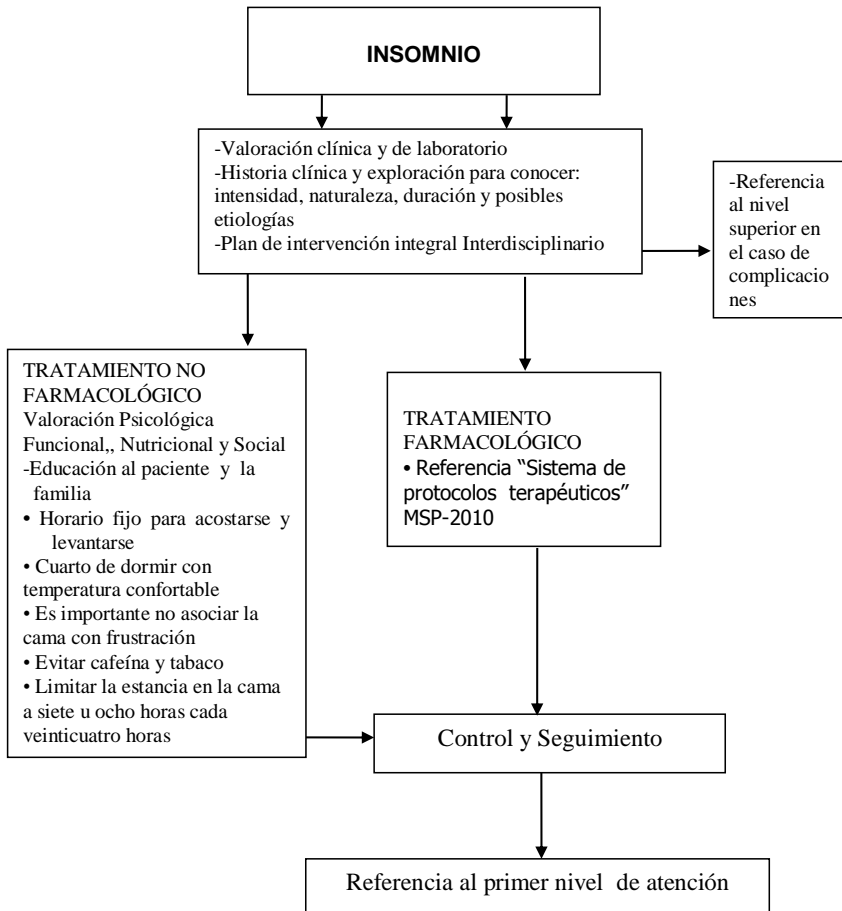 INSOMNIO
-Valoración clínica y de laboratorio
-Historia clínica y exploración para conocer:
intensidad, naturaleza, duración y posibles
etiologías
-Plan de intervención integral Interdisciplinario
-Referencia
al nivel
superior en
el caso de
complicacio
nes
TRATAMIENTO NO
FARMACOLÓGICO
Valoración Psicológica
Funcional,, Nutricional y Social
-Educación al paciente y la
familia
• Horario fijo para acostarse y
levantarse
• Cuarto de dormir con
temperatura confortable
• Es importante no asociar la
cama con frustración
• Evitar cafeína y tabaco
• Limitar la estancia en la cama
a siete u ocho horas cada
veinticuatro horas
TRATAMIENTO
FARMACOLÓGICO
• Referencia “Sistema de
protocolos terapéuticos”
MSP-2010
Control y Seguimiento
Referencia al primer nivel de atención